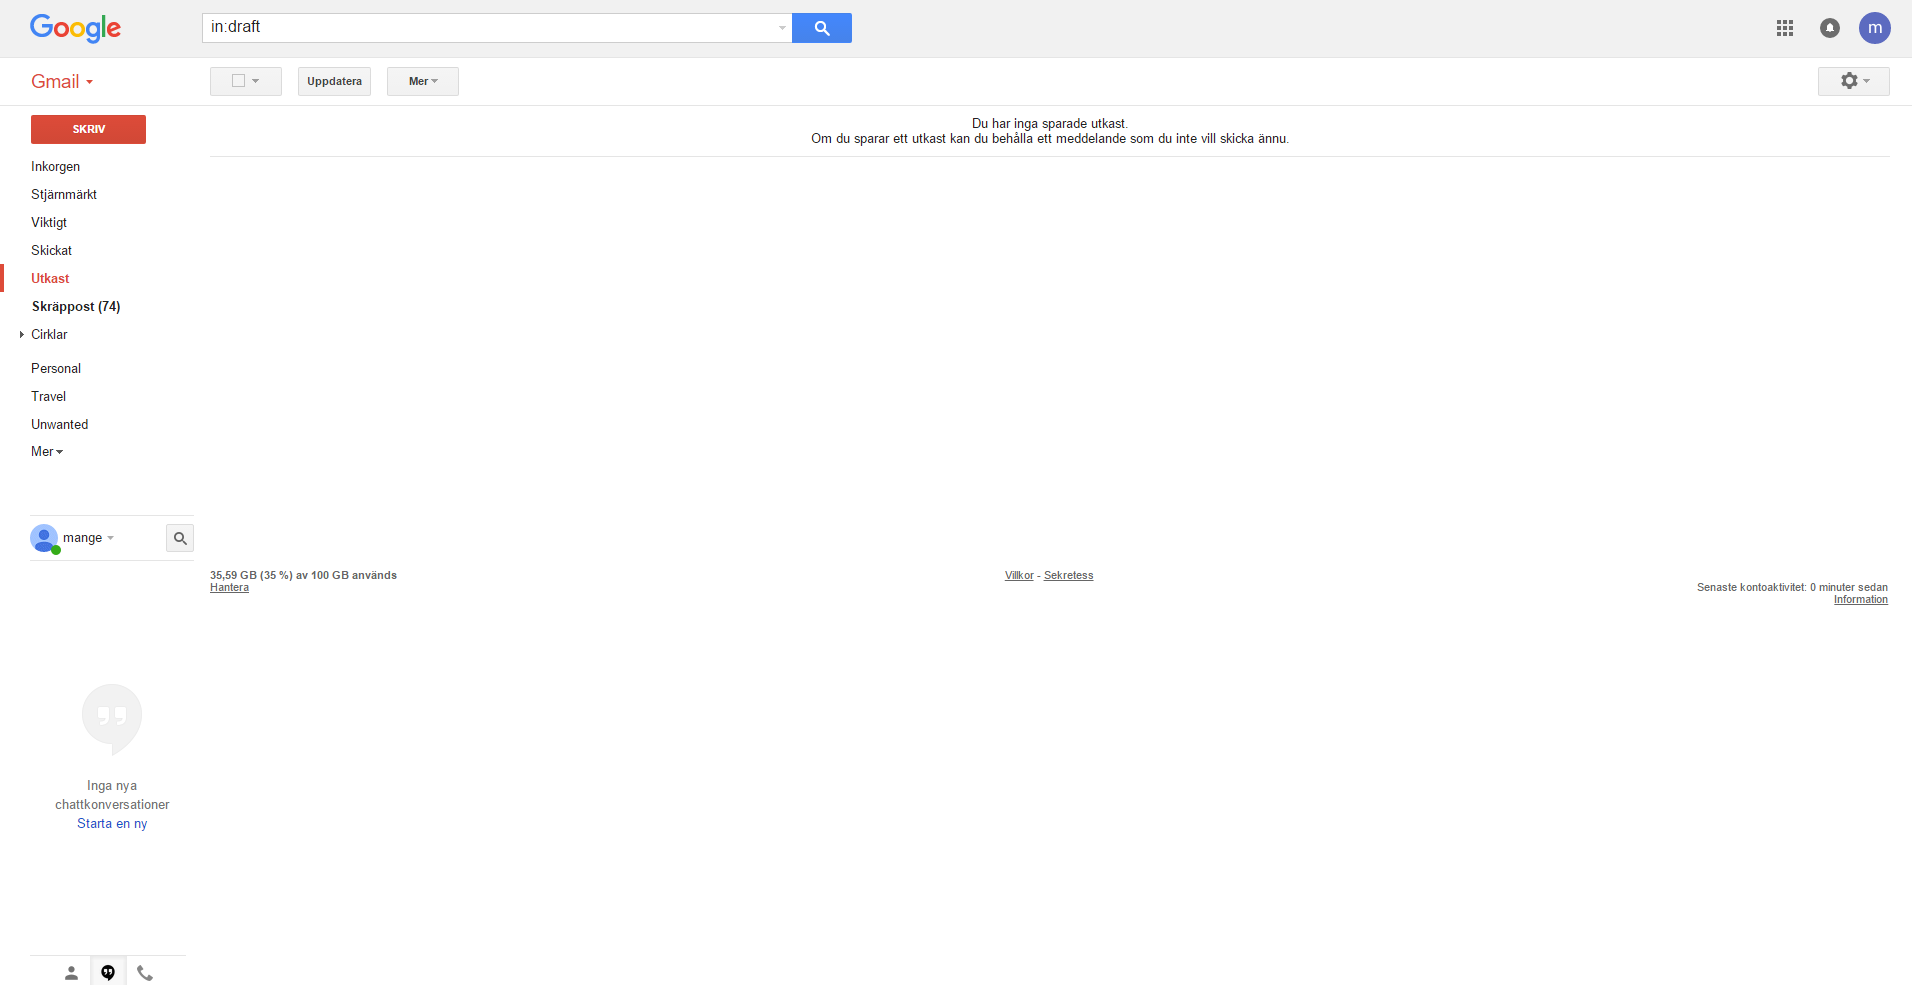 Google
in:draft
m
Gmail
Uppdatera
Mer
SKRIV
Du har inga sparade utkast.
Om du sparar ett utkast kan du behålla ett meddelande som du inte vill skicka ännu.
Inkorgen
Stjärnmärkt
Viktigt
Skickat
Utkast
Skräppost (74)
Cirklar
Personal
Travel
Unwanted
Mer
mange
35,59 GB (35 %) av 100 GB används
Hantera
Villkor - Sekretess
Senaste kontoaktivitet: 0 minuter sedan
Information
Inga nya
chattkonversationer
Starta en ny